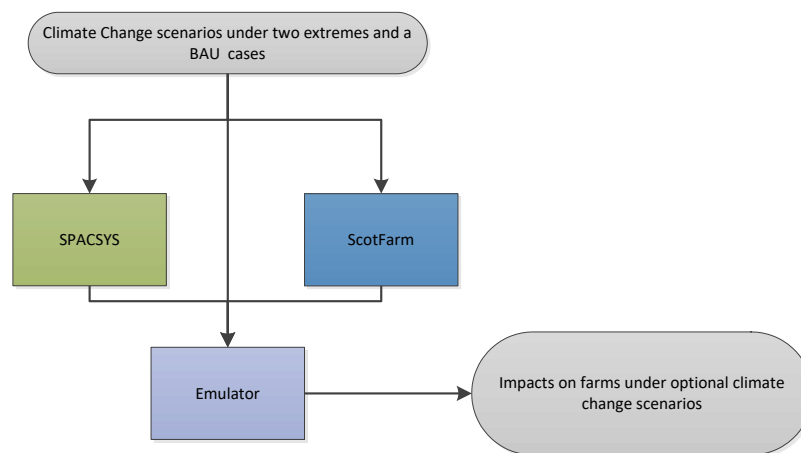 Climate Change scenarios under two extremes and a
BAU  cases
SPACSYS
ScotFarm
Emulator
Impacts on farms under optional climate
change scenarios